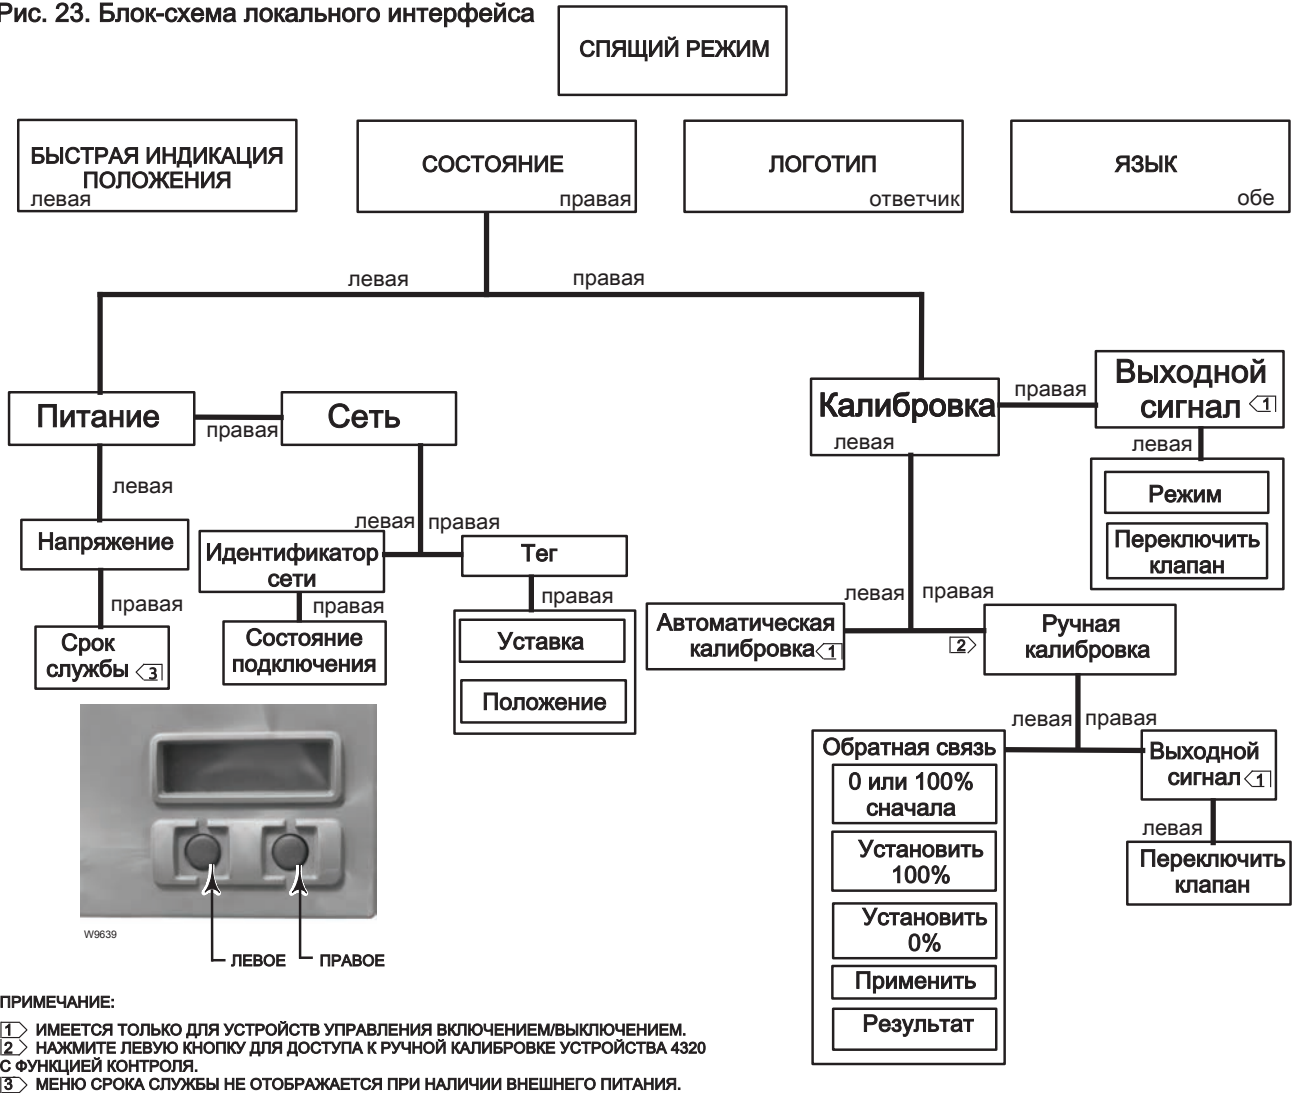 Рис. 23. Блок-схема локального интерфейса
СПЯЩИЙ РЕЖИМ
БЫСТРАЯ ИНДИКАЦИЯ
ПОЛОЖЕНИЯ
левая
СОСТОЯНИЕ
правая
ЛОГОТИП
ответчик
ЯЗЫК
обе
левая
правая
Питание
правая
Сеть
Калибровка
левая
правая
Выходной
сигнал 1
левая
Режим
Переключить
клапан
левая
Напряжение
правая
Срок
службы 3
левая
правая
Идентификатор
сети
правая
Состояние
подключения
Тег
правая
Уставка
Положение
левая
правая
Автоматическая
калибровка 1
2
Ручная
калибровка
левая
правая
Обратная связь
0 или 100%
сначала
Установить
100%
Установить
0%
Применить
Результат
Выходной
сигнал 1
левая
Переключить
клапан
W9639
ЛЕВОЕ
ПРАВОЕ
ПРИМЕЧАНИЕ:
1 ИМЕЕТСЯ ТОЛЬКО ДЛЯ УСТРОЙСТВ УПРАВЛЕНИЯ ВКЛЮЧЕНИЕМ/ВЫКЛЮЧЕНИЕМ.
2 НАЖМИТЕ ЛЕВУЮ КНОПКУ ДЛЯ ДОСТУПА К РУЧНОЙ КАЛИБРОВКЕ УСТРОЙСТВА 4320
С ФУНКЦИЕЙ КОНТРОЛЯ.
3 МЕНЮ СРОКА СЛУЖБЫ НЕ ОТОБРАЖАЕТСЯ ПРИ НАЛИЧИИ ВНЕШНЕГО ПИТАНИЯ.